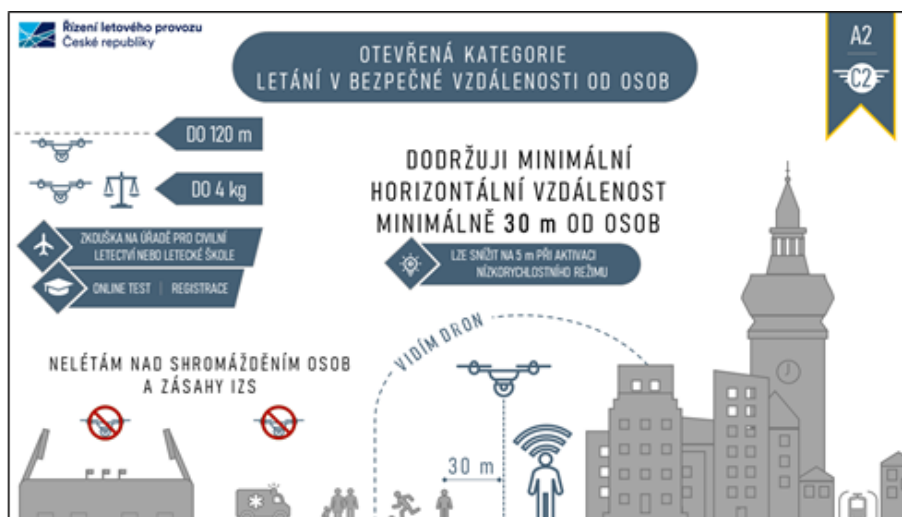 Řízení letového provozu
České republiky
OTEVŘENÁ KATEGORIE
LETÁNÍ V BEZPEČNÉ VZDÁLENOSTI OD OSOB
A2
C2
DO 120 m
DO 4 kg
ZKOUŠKA NA ÚŘADĚ PRO CIVILNÍ
LETECTVÍ NEBO LETECKÉ ŠKOLE
ONLINE TEST | REGISTRACE
DODRŽUJI MINIMÁLNÍ
HORIZONTÁLNÍ VZDÁLENOST
MINIMÁLNĚ 30 m OD OSOB
LZE SNÍŽIT NA 5 m PŘI AKTIVACI
NÍZKORYCHLOSTNÍHO REŽIMU
NELÉTÁM NAD SHROMÁŽDĚNÍM OSOB
A ZÁSAHY IZS
VIDÍM DRON
30 m